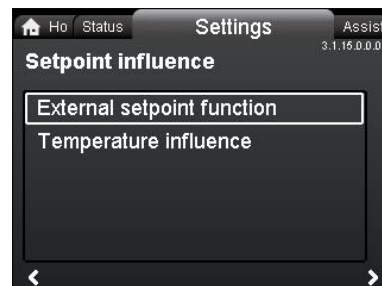 Ho Status Settings Assist
3.1.15.0.0.0
Setpoint influence
External setpoint function
Temperature influence